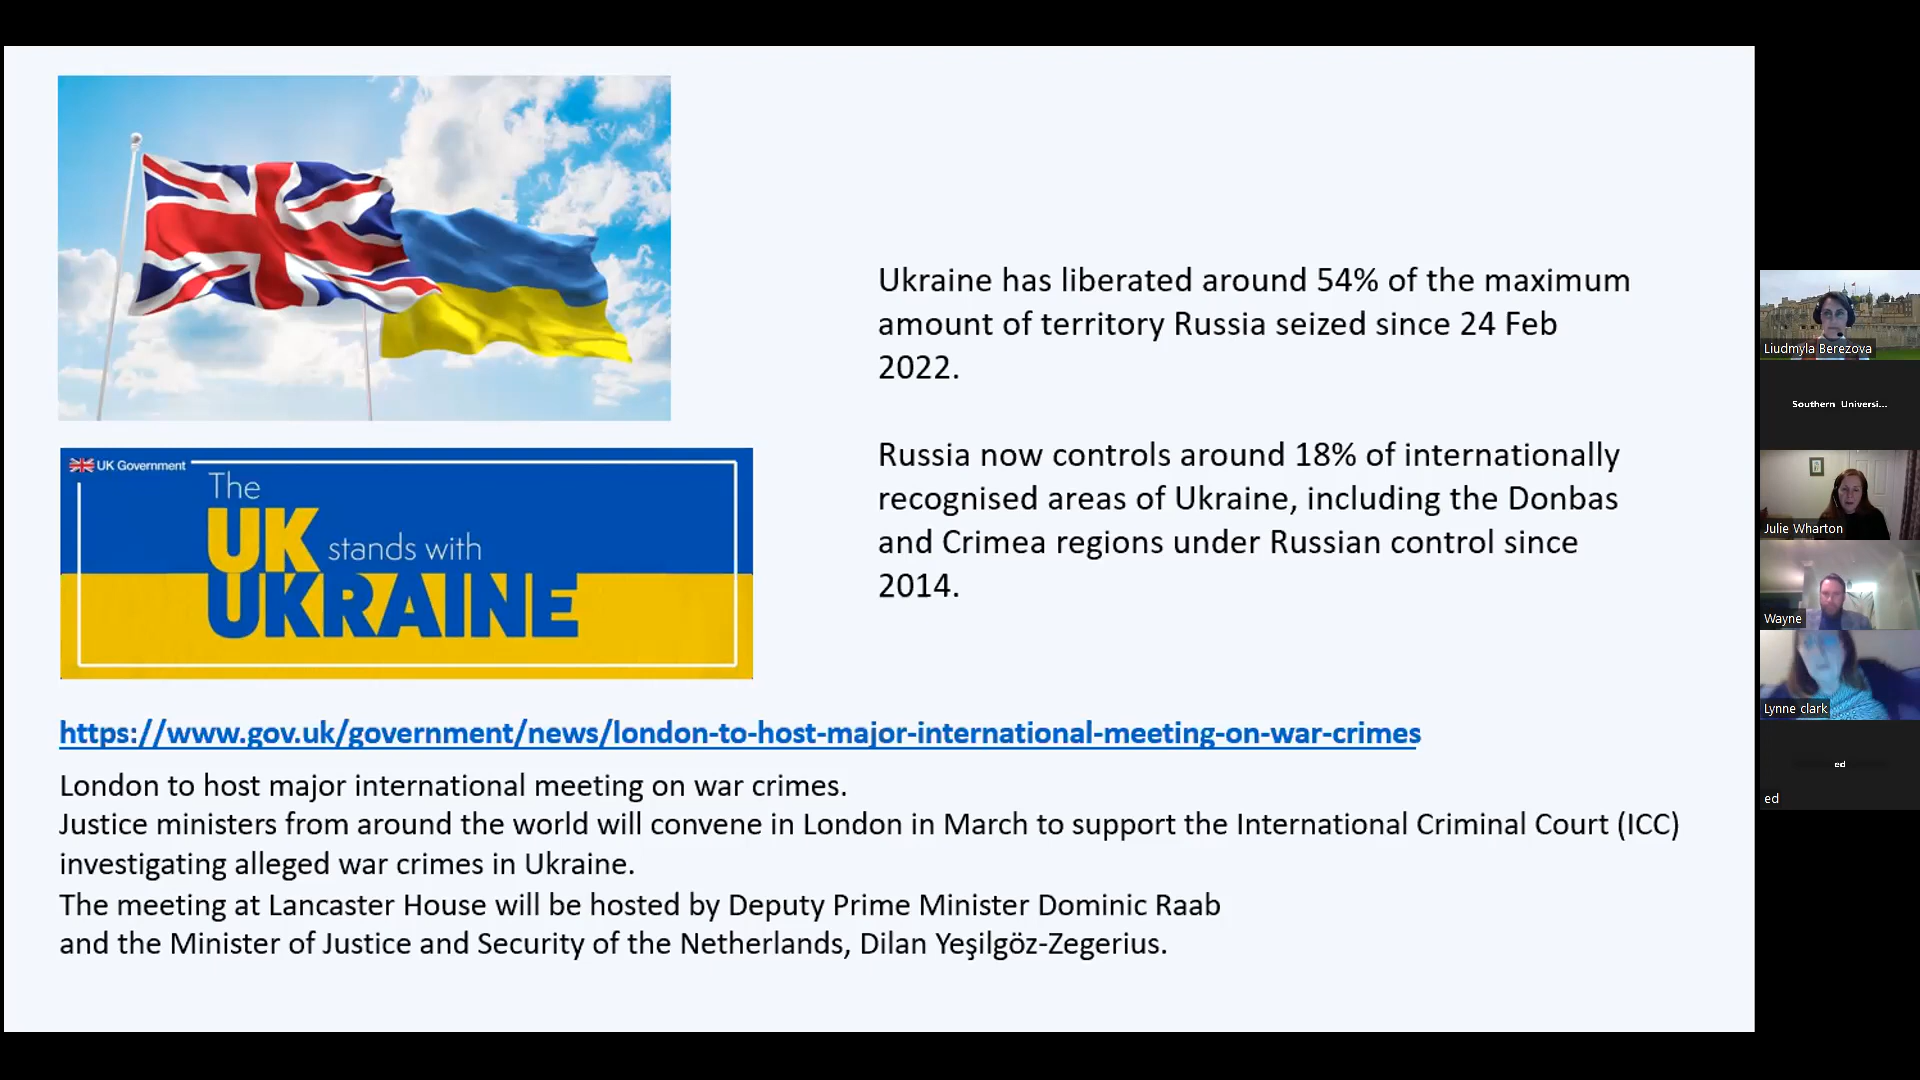 Ukraine has liberated around 54% of the maximum
amount of territory Russia seized since 24 Feb
2022.
Russia now controls around 18% of internationally
recognised areas of Ukraine, including the Donbas
and Crimea regions under Russian control since
2014.
UK Government
The
UK stands with
UKRAINE
https://www.gov.uk/government/news/london-to-host-major-international-meeting-on-war-crimes
London to host major international meeting on war crimes.
Justice ministers from around the world will convene in London in March to support the International Criminal Court (ICC)
investigating alleged war crimes in Ukraine.
The meeting at Lancaster House will be hosted by Deputy Prime Minister Dominic Raab
and the Minister of Justice and Security of the Netherlands, Dilan Yeşilgöz-Zegerius.
Liudmyla Berezova
Southern Universi...
Julie Wharton
Wayne
Lynne clark
ed
ed